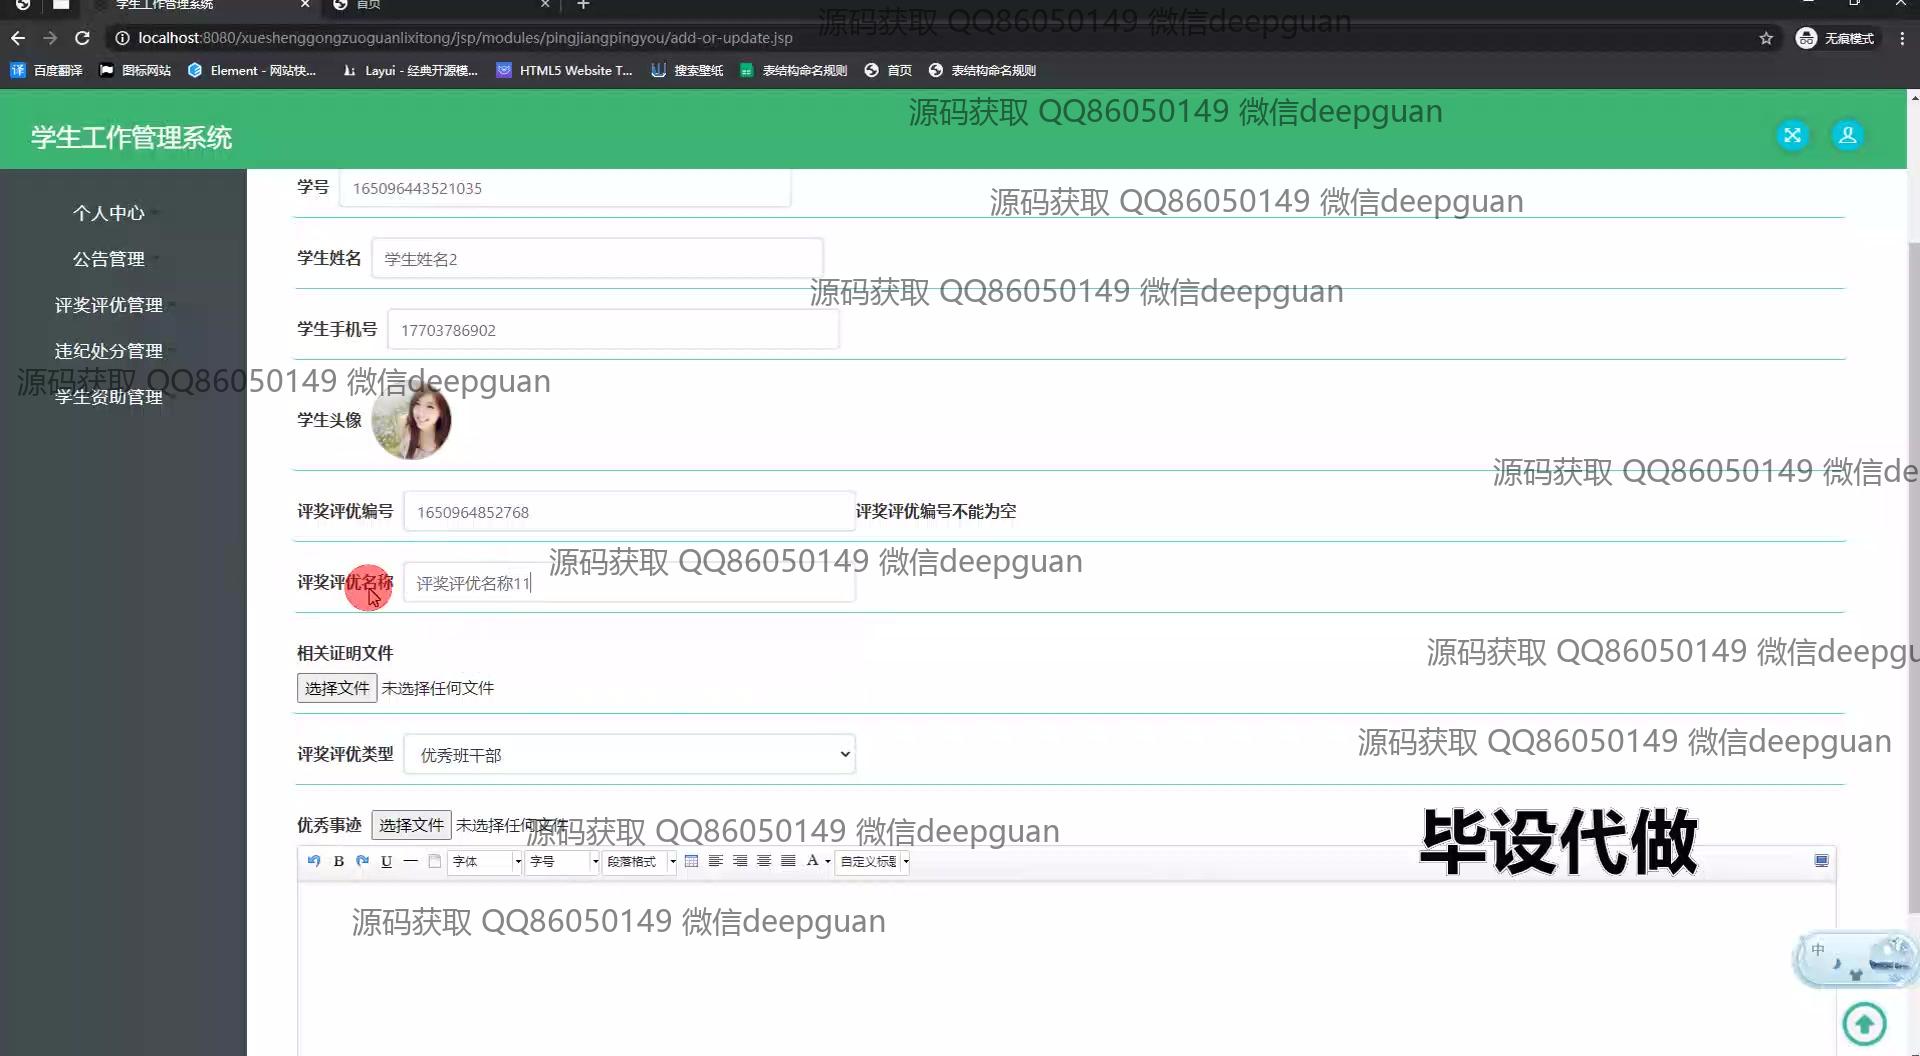 学生工作管理系统
首页
源码获取 QQ86050149 微信deepguan
localhost:8080/xueshenggongzuoguanlixitong/jsp/modules/pingjiangpingyou/add-or-update.jsp
无痕模式
译 百度翻译 图标网站 Element - 网站快... Layui - 经典开源模... HTML5 Website T... 搜索壁纸 表结构命名规则 首页 表结构命名规则
源码获取 QQ86050149 微信deepguan
学生工作管理系统
学号 165096443521035
源码获取 QQ86050149 微信deepguan
个人中心
公告管理
学生姓名 学生姓名2
源码获取 QQ86050149 微信deepguan
评奖评优管理
学生手机号 17703786902
违纪处分管理
源码获取 QQ86050149 微信deepguan
学生资助管理
学生头像
源码获取 QQ86050149 微信de
评奖评优编号 1650964852768 评奖评优编号不能为空
源码获取 QQ86050149 微信deepguan
评奖评优名称 评奖评优名称11
相关证明文件
源码获取 QQ86050149 微信deepgu
选择文件 未选择任何文件
源码获取 QQ86050149 微信deepguan
评奖评优类型 优秀班干部
优秀事迹 选择文件 未选择任何文件
源码获取 QQ86050149 微信deepguan
毕设代做
B U 字体 字号 段落格式 A 自定义标题
源码获取 QQ86050149 微信deepguan
中